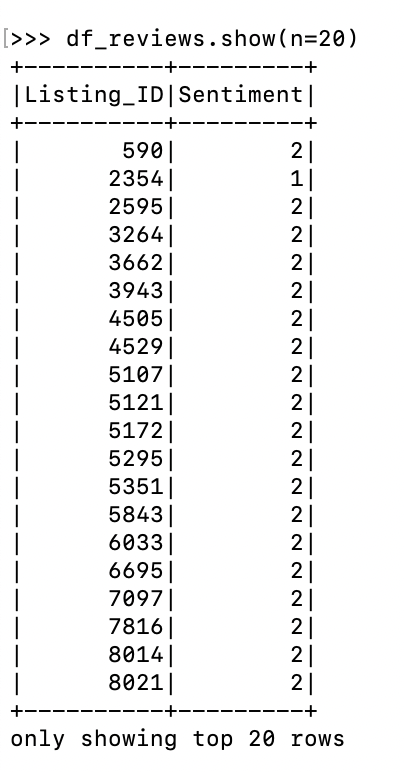 [>>> df_reviews.show(n=20)
+----------+---------+
|Listing_ID|Sentiment|
+----------+---------+
|       590|        2|
|      2354|        1|
|      2595|        2|
|      3264|        2|
|      3662|        2|
|      3943|        2|
|      4505|        2|
|      4529|        2|
|      5107|        2|
|      5121|        2|
|      5172|        2|
|      5295|        2|
|      5351|        2|
|      5843|        2|
|      6033|        2|
|      6695|        2|
|      7097|        2|
|      7816|        2|
|      8014|        2|
|      8021|        2|
+----------+---------+
only showing top 20 rows